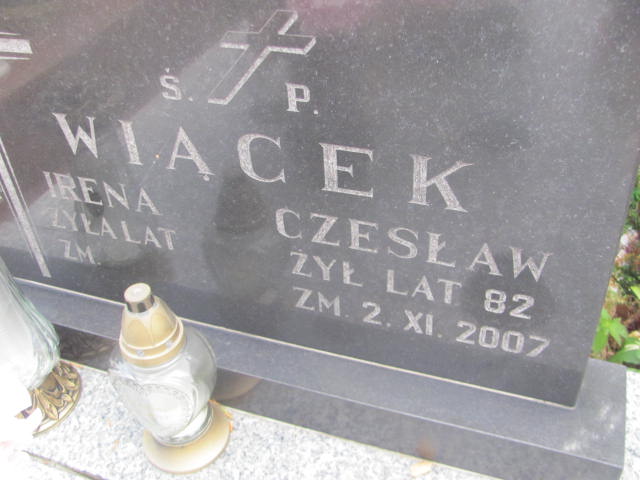 Ś. P.
WIĄCEK
IRENA
ŻYŁA LAT
ZM.
CZESŁAW
ŻYŁ LAT 82
ZM. 2. XI. 2007